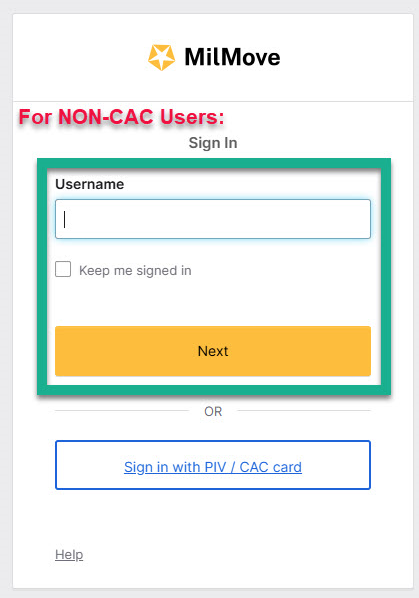 MilMove
For NON-CAC Users:
Sign In
Username
Keep me signed in
Next
OR
Sign in with PIV / CAC card
Help